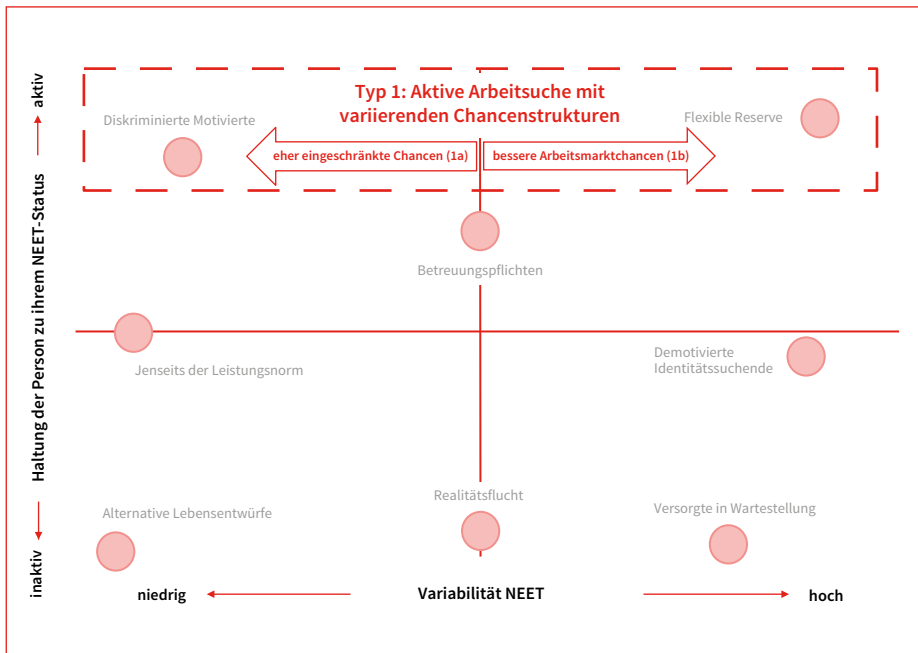 Typ 1: Aktive Arbeitsuche mit
variierenden Chancenstrukturen
Diskriminierte Motivierte
Flexible Reserve
eher eingeschränkte Chancen (1a)
bessere Arbeitsmarktchancen (1b)
Betreuungspflichten
Jenseits der Leistungsnorm
Demotivierte
Identitätssuchende
Alternative Lebensentwürfe
Realitätsflucht
Versorgte in Wartestellung
aktiv
Haltung der Person zu ihrem NEET-Status
inaktiv
niedrig
Variabilität NEET
hoch